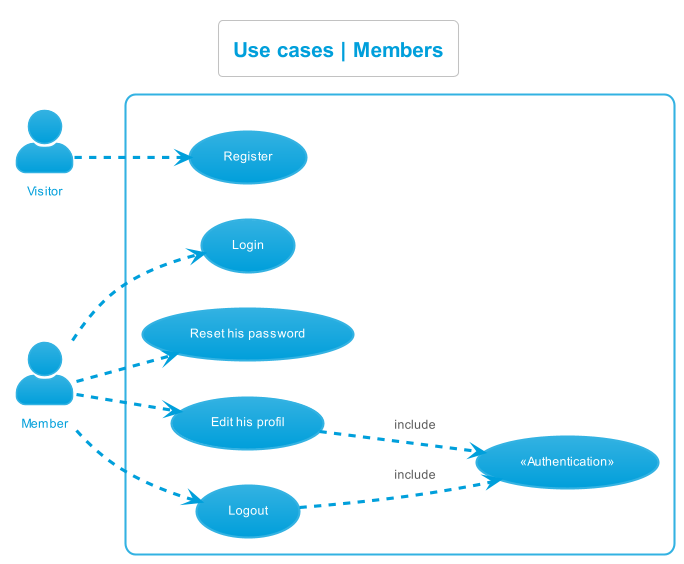 Use cases | Members
Register
Visitor
Login
Reset his password
Member
Edit his profil
include
«Authentication»
include
Logout